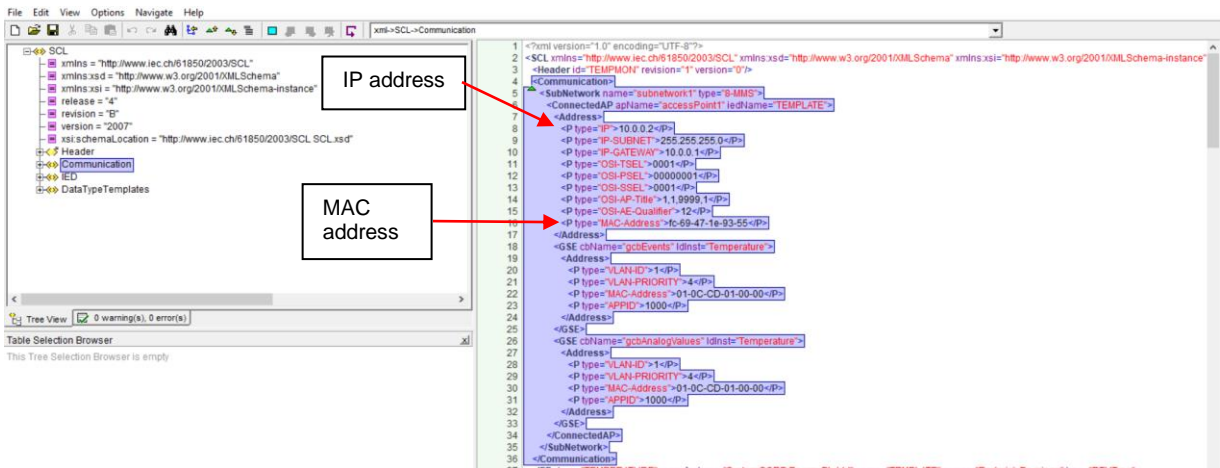 File Edit View Options Navigate Help
xml->SCL->Communication
SCL
xmlns = "http://www.iec.ch/61850/2003/SCL"
xmlns:xsd = "http://www.w3.org/2001/XMLSchema"
xmlns:xsi = "http://www.w3.org/2001/XMLSchema-instance"
release = "4"
revision = "B"
version = "2007"
xsi:schemaLocation = "http://www.iec.ch/61850/2003/SCL SCL.xsd"
Header
Communication
IED
DataTypeTemplates
IP address
MAC
address
Tree View 0 warning(s), 0 error(s)
Table Selection Browser
This Tree Selection Browser is empty
1 <?xml version="1.0" encoding="UTF-8"?>
2 <SCL xmlns="http://www.iec.ch/61850/2003/SCL" xmlns:xsd="http://www.w3.org/2001/XMLSchema" xmlns:xsi="http://www.w3.org/2001/XMLSchema-instance"
3 <Header id="TEMPMON" revision="1" version="0"/>
4 <Communication>
5 <SubNetwork name="subnetwork1" type="8-MMS">
6 <ConnectedAP apName="accessPoint1" iedName="TEMPLATE">
7 <Address>
8 <P type="IP">10.0.0.2</P>
9 <P type="IP-SUBNET">255.255.255.0</P>
10 <P type="IP-GATEWAY">10.0.0.1</P>
11 <P type="OSI-TSEL">0001</P>
12 <P type="OSI-PSEL">00000001</P>
13 <P type="OSI-SSEL">0001</P>
14 <P type="OSI-AP-Title">1,1,9999,1</P>
15 <P type="OSI-AE-Qualifier">12</P>
16 <P type="MAC-Address">fc-69-47-1e-93-55</P>
17 </Address>
18 <GSE cbName="gcbEvents" ldInst="Temperature">
19 <Address>
20 <P type="VLAN-ID">1</P>
21 <P type="VLAN-PRIORITY">4</P>
22 <P type="MAC-Address">01-0C-CD-01-00-00</P>
23 <P type="APPID">1000</P>
24 </Address>
25 </GSE>
26 <GSE cbName="gcbAnalogValues" ldInst="Temperature">
27 <Address>
28 <P type="VLAN-ID">1</P>
29 <P type="VLAN-PRIORITY">4</P>
30 <P type="MAC-Address">01-0C-CD-01-00-00</P>
31 <P type="APPID">1000</P>
32 </Address>
33 </GSE>
34 </ConnectedAP>
35 </SubNetwork>
36 </Communication>